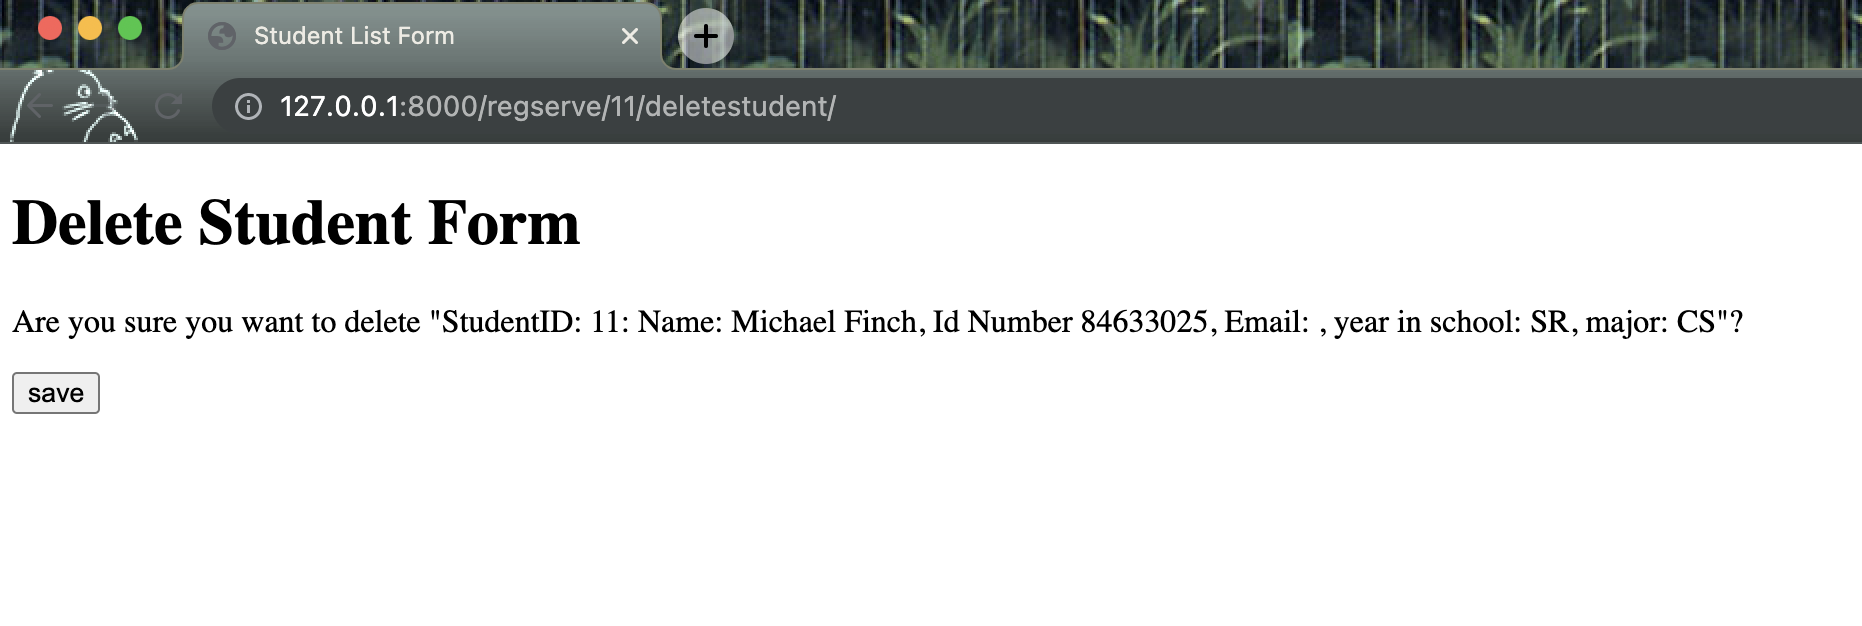 Student List Form
127.0.0.1:8000/regserve/11/deletestudent/
Delete Student Form
Are you sure you want to delete "StudentID: 11: Name: Michael Finch, Id Number 84633025, Email: , year in school: SR, major: CS"?
save